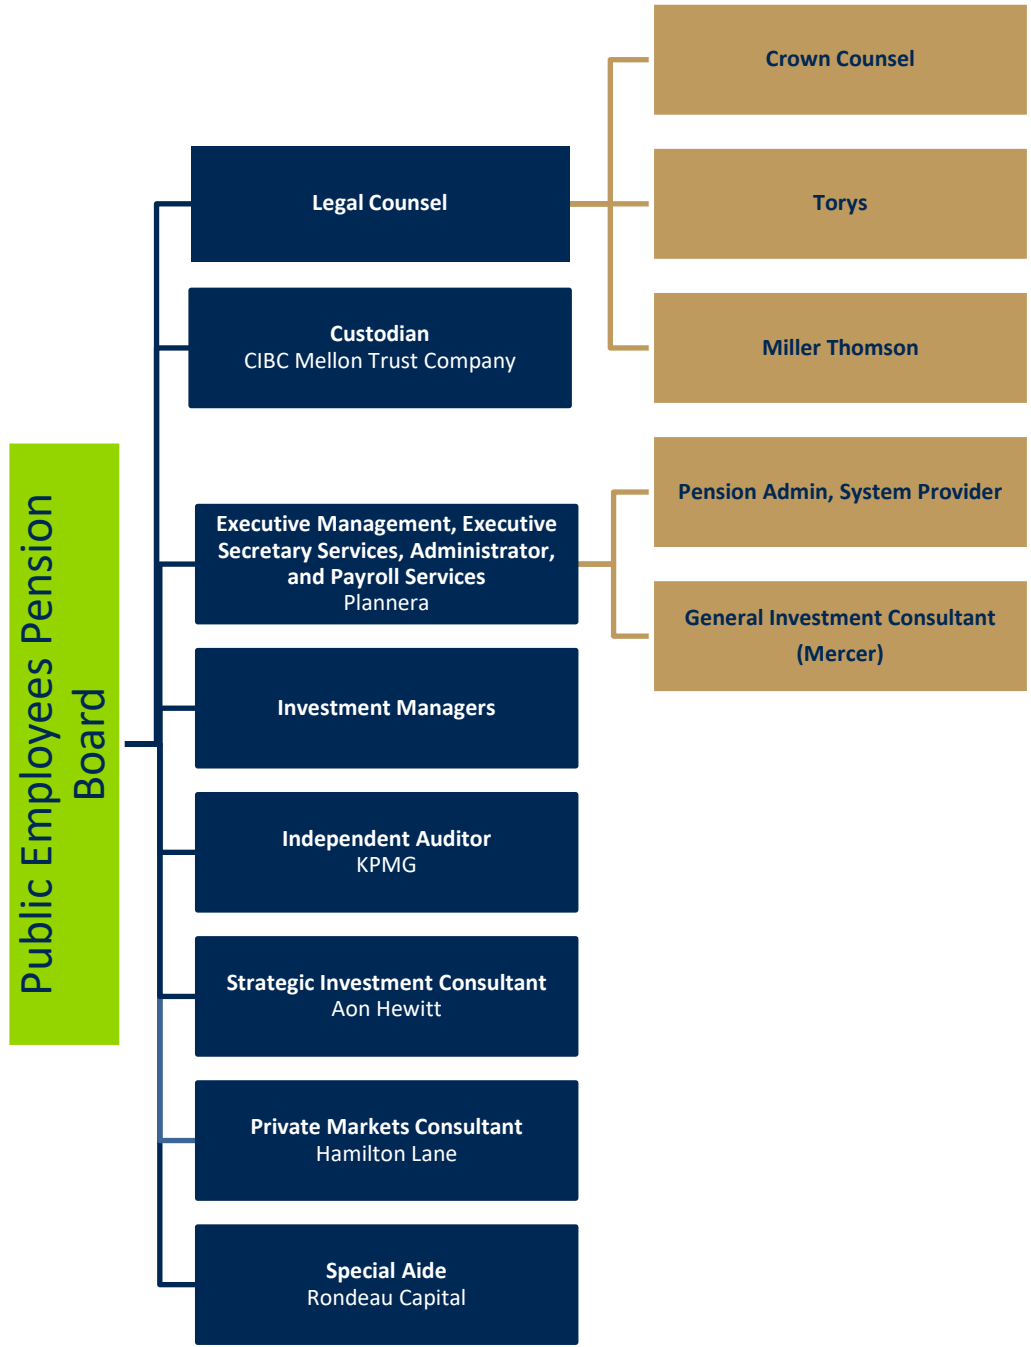 Public Employees Pension
Board
Legal Counsel
Crown Counsel
Torys
Miller Thomson
Custodian
CIBC Mellon Trust Company
Executive Management, Executive
Secretary Services, Administrator,
and Payroll Services
Plannera
Pension Admin, System Provider
General Investment Consultant
(Mercer)
Investment Managers
Independent Auditor
KPMG
Strategic Investment Consultant
Aon Hewitt
Private Markets Consultant
Hamilton Lane
Special Aide
Rondeau Capital